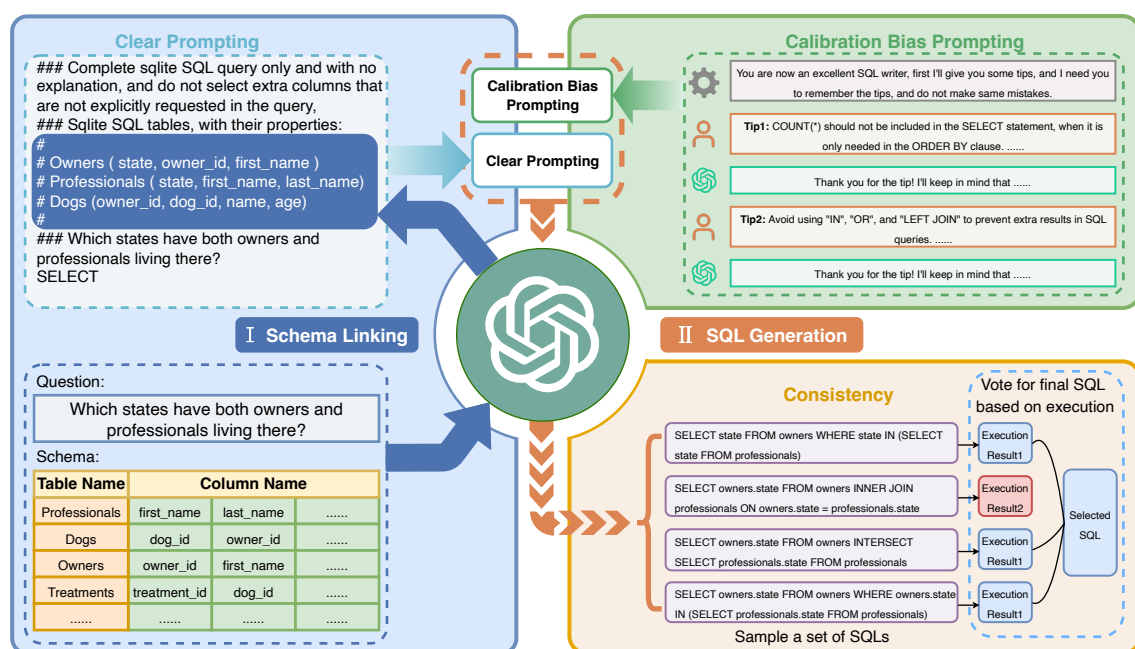 Clear Prompting
### Complete sqlite SQL query only and with no
explanation, and do not select extra columns that
are not explicitly requested in the query,
### Sqlite SQL tables, with their properties:
#
# Owners ( state, owner_id, first_name )
# Professionals ( state, first_name, last_name)
# Dogs (owner_id, dog_id, name, age)
#
### Which states have both owners and
professionals living there?
SELECT
Calibration Bias
Prompting
Clear Prompting
Calibration Bias Prompting
You are now an excellent SQL writer, first I'll give you some tips, and I need you
to remember the tips, and do not make same mistakes.
Tip1: COUNT(*) should not be included in the SELECT statement, when it is
only needed in the ORDER BY clause. ......
Thank you for the tip! I'll keep in mind that ......
Tip2: Avoid using "IN", "OR", and "LEFT JOIN" to prevent extra results in SQL
queries. ......
Thank you for the tip! I'll keep in mind that ......
Ⅰ Schema Linking
Ⅱ SQL Generation
Question:
Which states have both owners and
professionals living there?
Schema:
Table Name Column Name
Professionals first_name last_name ......
Dogs dog_id owner_id ......
Owners owner_id first_name ......
Treatments treatment_id dog_id ......
...... ...... ...... ......
Consistency
Vote for final SQL
based on execution
SELECT state FROM owners WHERE state IN (SELECT
state FROM professionals)
Execution
Result1
SELECT owners.state FROM owners INNER JOIN
professionals ON owners.state = professionals.state
Execution
Result2
SELECT owners.state FROM owners INTERSECT
SELECT professionals.state FROM professionals
Execution
Result1
SELECT owners.state FROM owners WHERE owners.state
IN (SELECT professionals.state FROM professionals)
Execution
Result1
Selected
SQL
Sample a set of SQLs